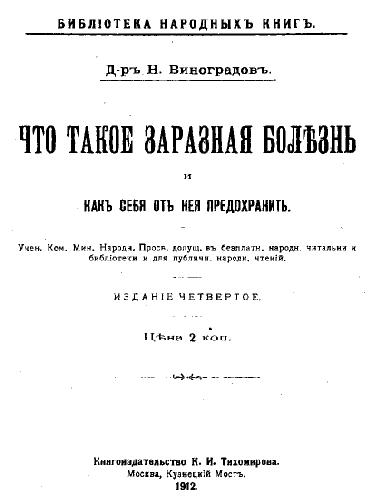 БИБЛІОТЕКА НАРОДНЫХЪ КНИГЪ.
Д-ръ Н. Виноградовъ.
ЧТО ТАКОЕ ЗАРАЗНАЯ БОЛѢЗНЬ
и
КАКЪ СЕБЯ ОТЪ НЕЯ ПРЕДОХРАНИТЬ.
Учен. Ком. Мин. Народн. Просв. допущ. въ безплатн. народн. читальни и
библіотеки и для публичн. народн. чтеній.
ИЗДАНІЕ ЧЕТВЕРТОЕ.
Цѣна 2 коп.
Книгоиздательство К. И. Тихомирова.
Москва, Кузнецкій Мостъ.
1912.